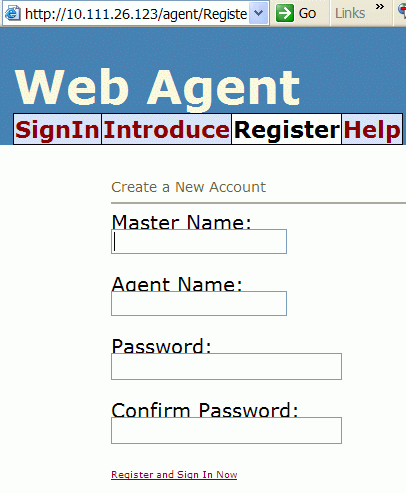 http://10.111.26.123/agent/Registe Go Links »
Web Agent
SignIn Introduce Register Help
Create a New Account
Master Name:
Agent Name:
Password:
Confirm Password:
Register and Sign In Now